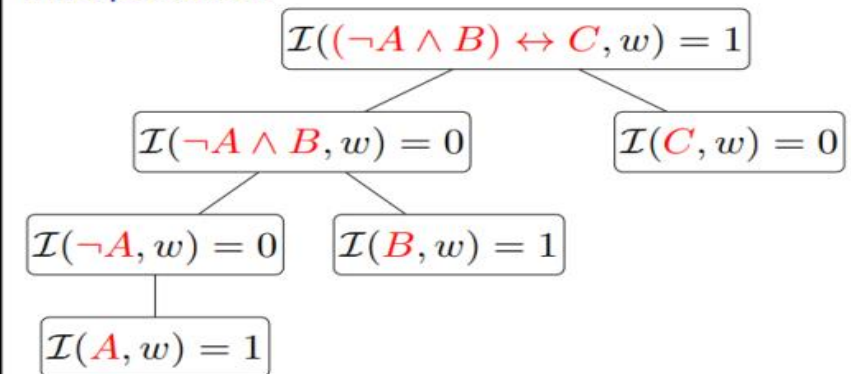 I((¬A ∧ B) ↔ C, w) = 1
I(¬A ∧ B, w) = 0
I(C, w) = 0
I(¬A, w) = 0
I(B, w) = 1
I(A, w) = 1